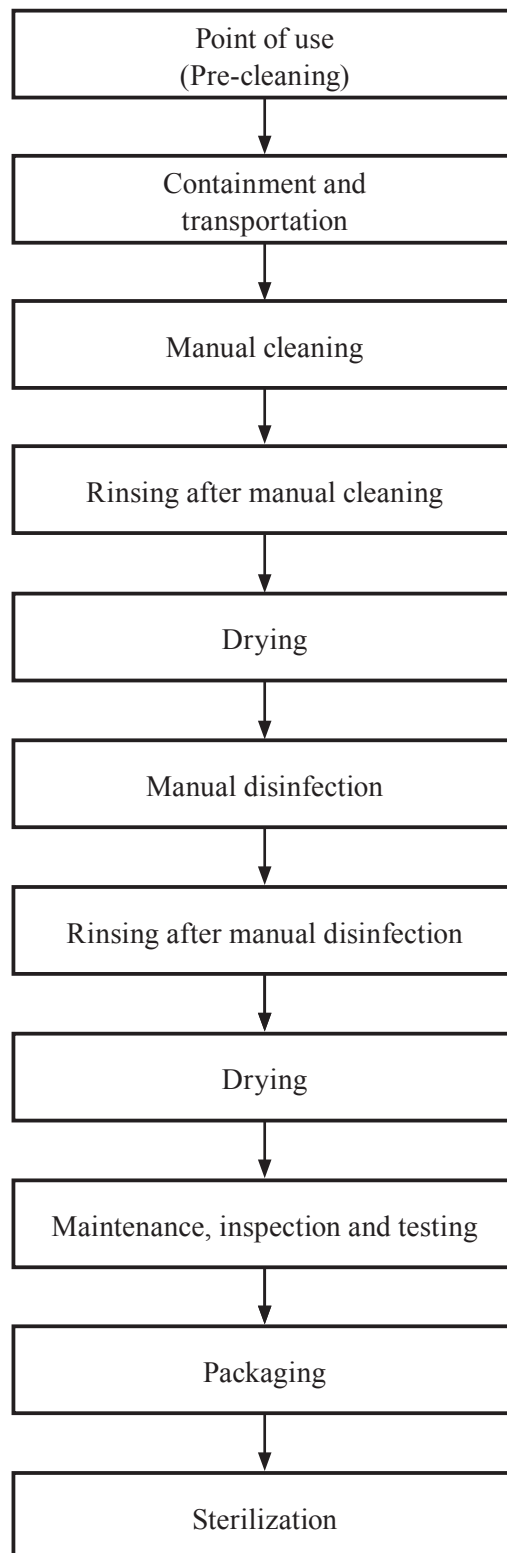 Point of use
(Pre-cleaning)
Containment and
transportation
Manual cleaning
Rinsing after manual cleaning
Drying
Manual disinfection
Rinsing after manual disinfection
Drying
Maintenance, inspection and testing
Packaging
Sterilization